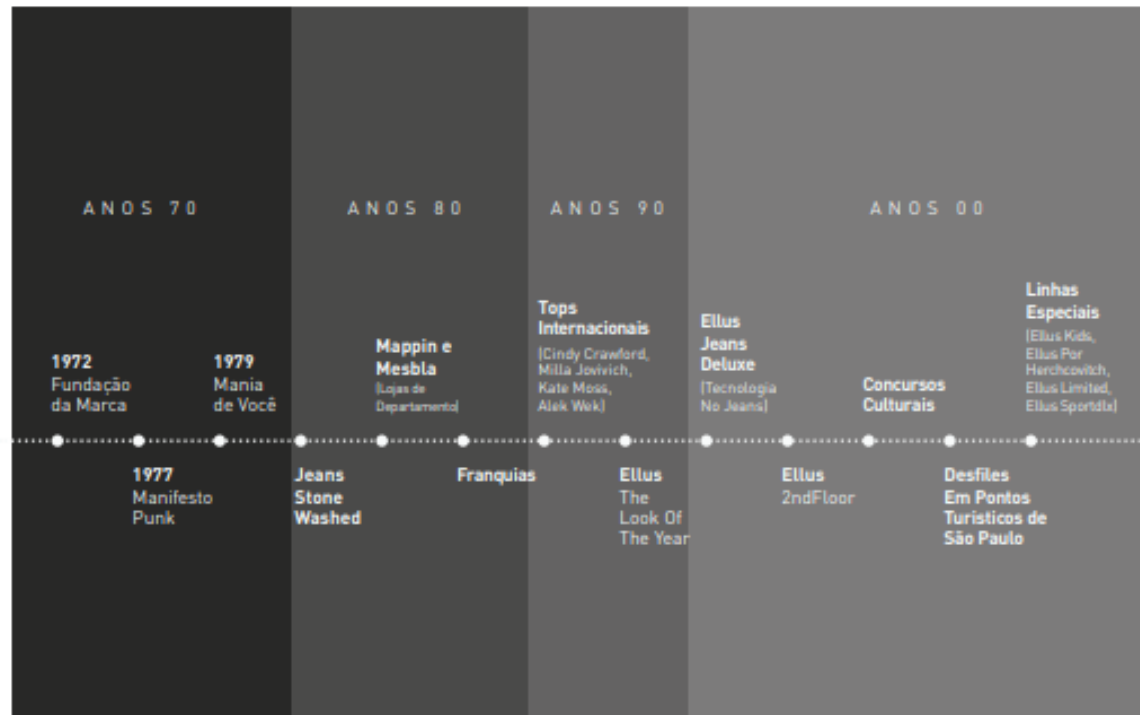 ANOS 70
ANOS 80
ANOS 90
ANOS 00
1972
Fundação
da Marca
1977
Manifesto
Punk
1979
Mania
de Você
Jeans
Stone
Washed
Mappin e
Mesbla
(Lojas de
Departamento)
Franquias
Tops
Internacionais
(Cindy Crawford,
Milla Jovivich,
Kate Moss,
Alek Wek)
Ellus
The
Look Of
The Year
Ellus
Jeans
Deluxe
(Tecnologia
No Jeans)
Ellus
2ndFloor
Concursos
Culturais
Desfiles
Em Pontos
Turísticos de
São Paulo
Linhas
Especiais
(Ellus Kids,
Ellus Por
Herchcovitch,
Ellus Limited,
Ellus Sportdlx)